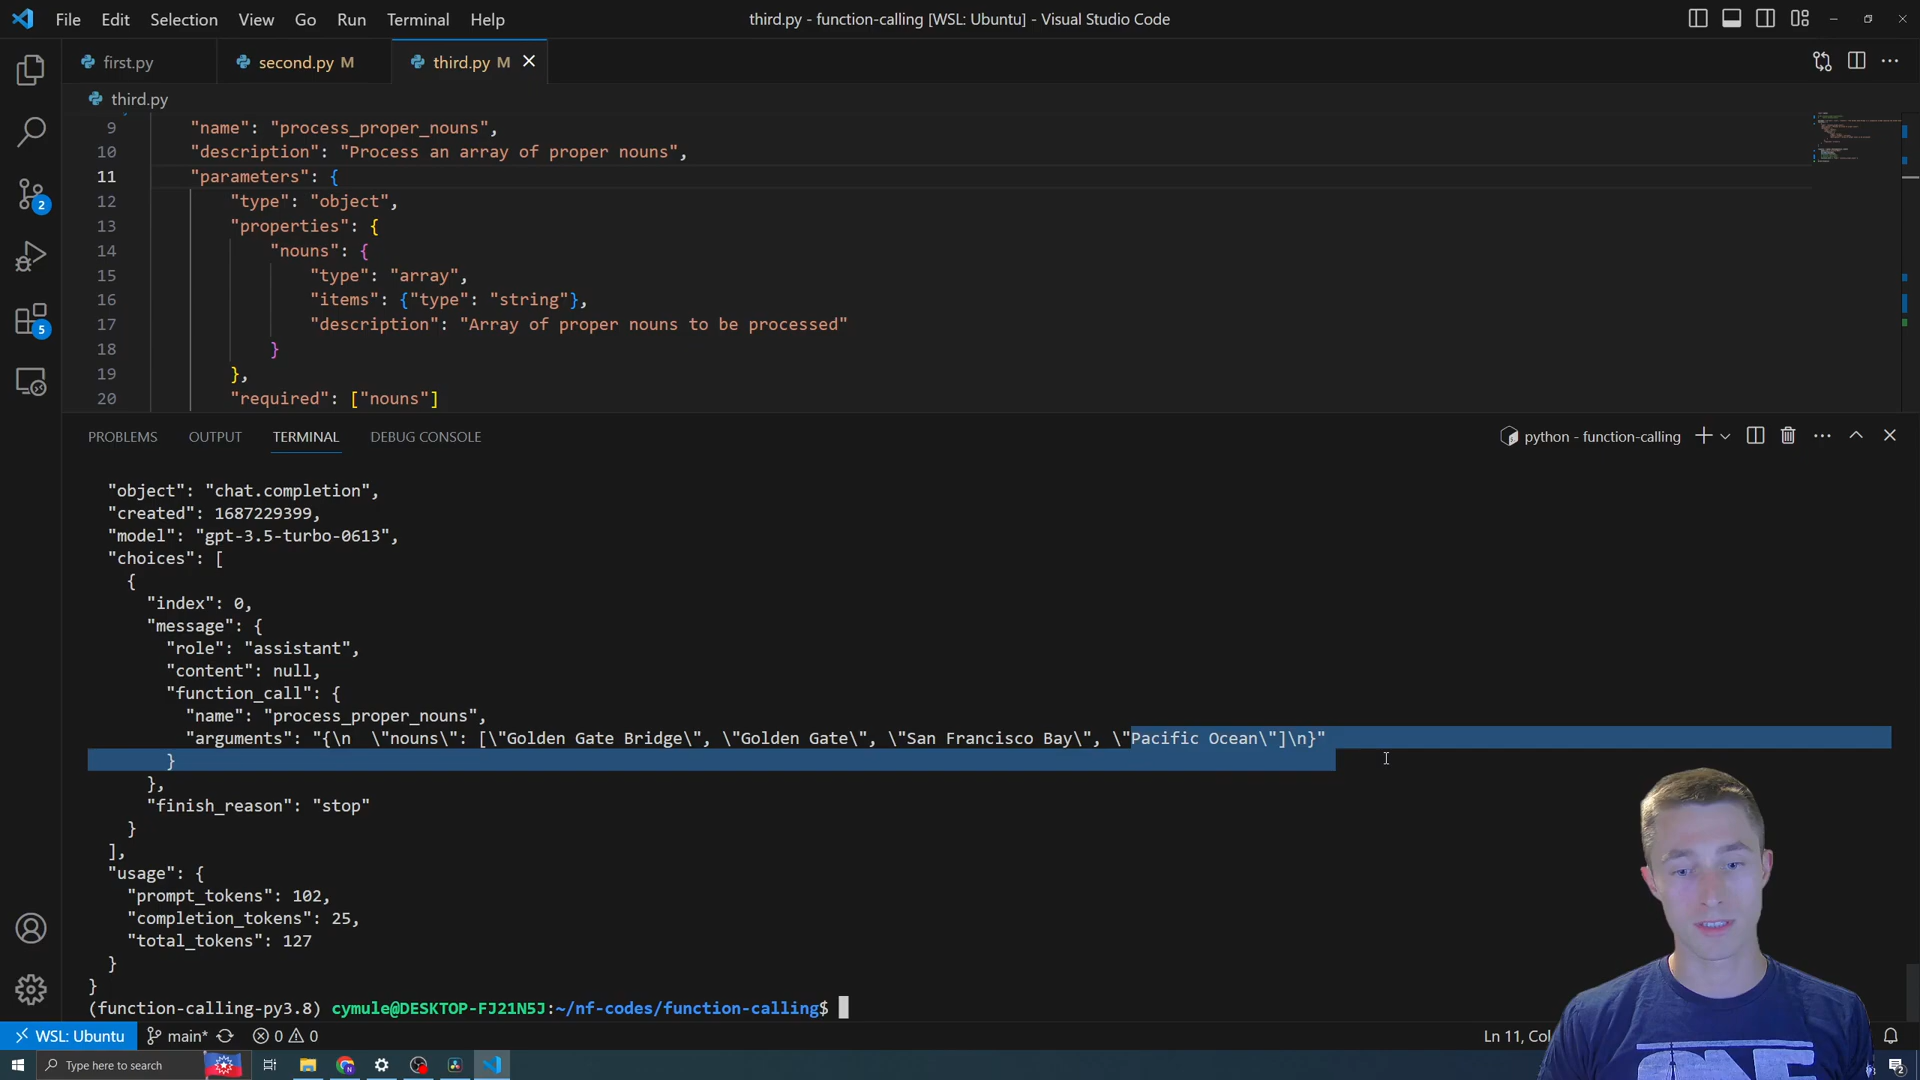 File Edit Selection View Go Run Terminal Help
third.py - function-calling [WSL: Ubuntu] - Visual Studio Code
first.py second.py M third.py M
third.py
9 "name": "process_proper_nouns",
10 "description": "Process an array of proper nouns",
11 "parameters": {
12 "type": "object",
13 "properties": {
14 "nouns": {
15 "type": "array",
16 "items": {"type": "string"},
17 "description": "Array of proper nouns to be processed"
18 }
19 },
20 "required": ["nouns"]
2
5
PROBLEMS OUTPUT TERMINAL DEBUG CONSOLE
python - function-calling
"object": "chat.completion",
"created": 1687229399,
"model": "gpt-3.5-turbo-0613",
"choices": [
{
"index": 0,
"message": {
"role": "assistant",
"content": null,
"function_call": {
"name": "process_proper_nouns",
"arguments": "{\n  \"nouns\": [\"Golden Gate Bridge\", \"Golden Gate\", \"San Francisco Bay\", \"Pacific Ocean\"]\n}"
}
},
"finish_reason": "stop"
}
],
"usage": {
"prompt_tokens": 102,
"completion_tokens": 25,
"total_tokens": 127
}
}
(function-calling-py3.8) cymule@DESKTOP-FJ21N5J:~/nf-codes/function-calling$
WSL: Ubuntu main* 0 0 Ln 11,
Type here to search
2